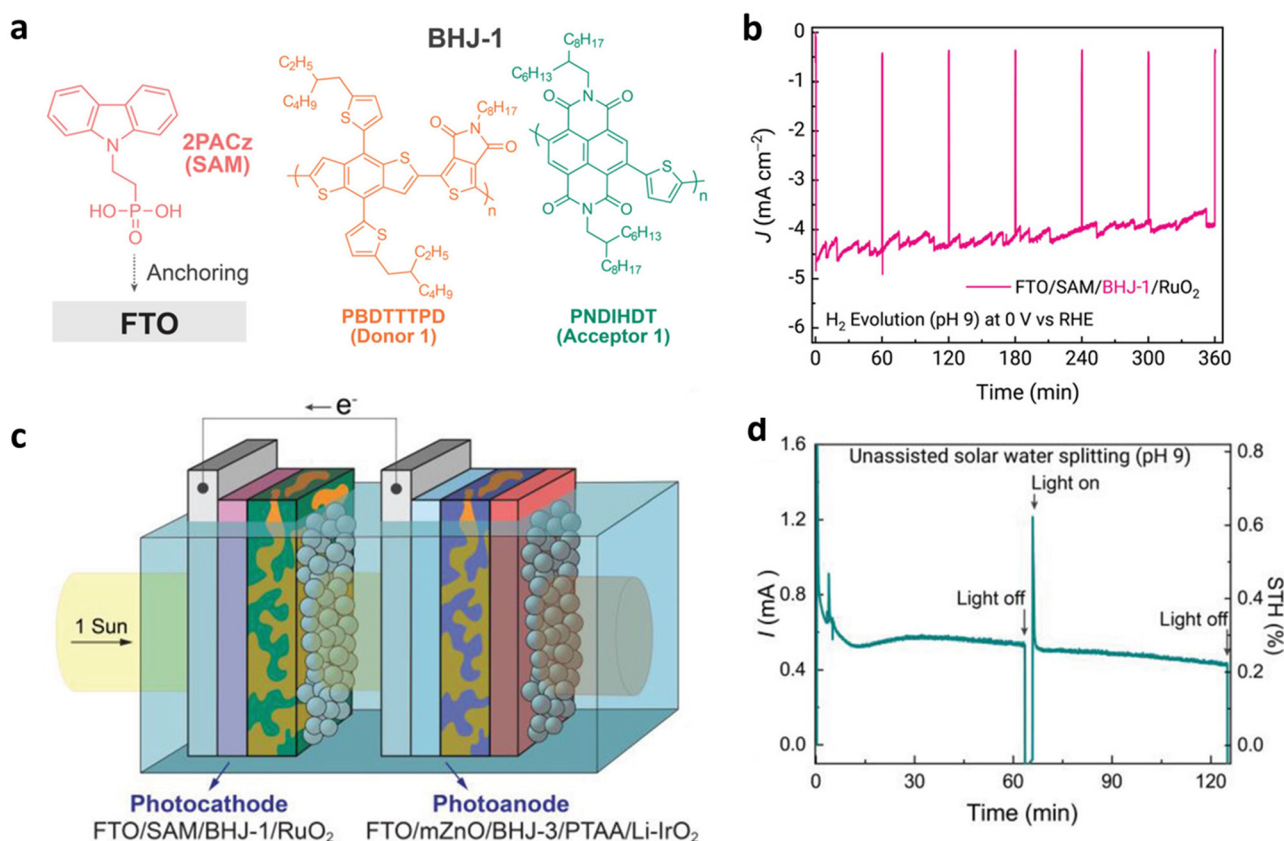 a
BHJ-1
2PACz
(SAM)
N
HO
P
OH
O
Anchoring
FTO
C₂H₅
C₄H₉
S
S
S
S
S
O
N
O
C₈H₁₇
n
C₂H₅
C₄H₉
PBDTTTPD
(Donor 1)
C₈H₁₇
C₆H₁₃
O
N
O
S
n
O
N
O
C₆H₁₃
C₈H₁₇
PNDIHDT
(Acceptor 1)
b
0
-1
-2
-3
-4
-5
-6
J (mA cm⁻²)
FTO/SAM/BHJ-1/RuO₂
H₂ Evolution (pH 9) at 0 V vs RHE
0 60 120 180 240 300 360
Time (min)
c
e⁻
1 Sun
Photocathode
FTO/SAM/BHJ-1/RuO₂
Photoanode
FTO/mZnO/BHJ-3/PTAA/Li-IrO₂
d
Unassisted solar water splitting (pH 9)
Light on
Light off
Light off
1.6
1.2
0.8
0.4
0.0
I (mA)
0.8
0.6
0.4
0.2
0.0
STH (%)
0 30 60 90 120
Time (min)